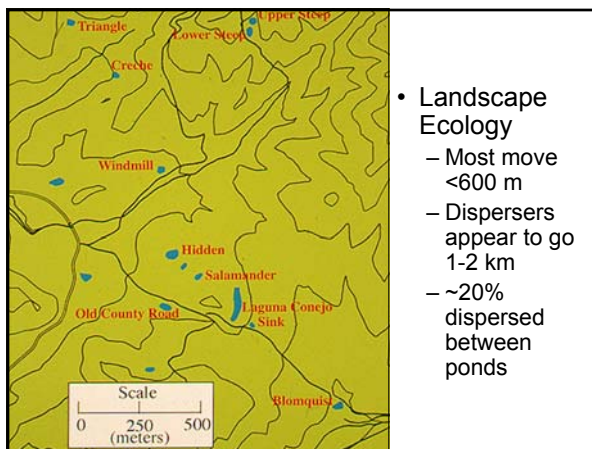 Upper Steep
Triangle
Lower Steep
Creche
Windmill
Hidden
Salamander
Old County Road
Laguna Conejo
Sink
Blomquist
Scale
0 250 500
(meters)
• Landscape
Ecology
– Most move
<600 m
– Dispersers
appear to go
1-2 km
– ~20%
dispersed
between
ponds